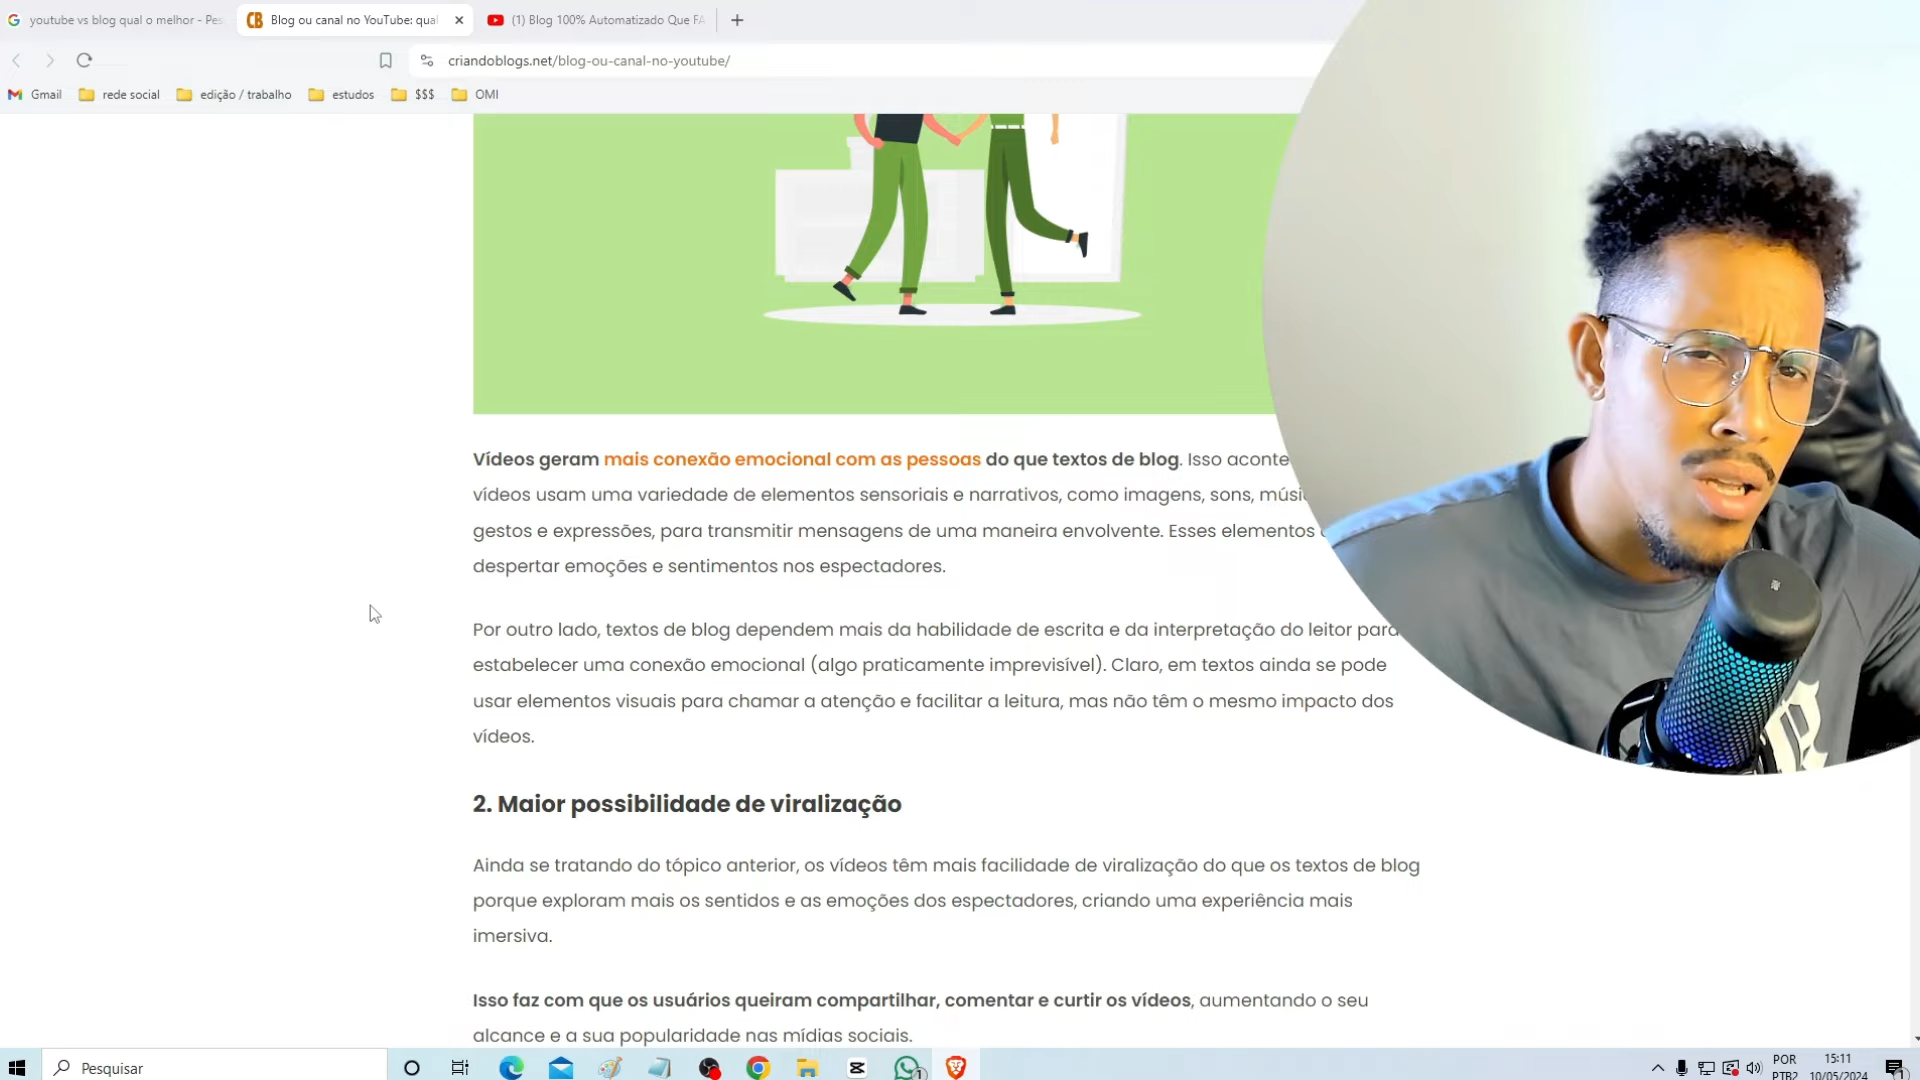 youtube vs blog qual o melhor - Pes
CB Blog ou canal no YouTube: qual
(1) Blog 100% Automatizado Que FA
criandoblogs.net/blog-ou-canal-no-youtube/
Gmail rede social edição / trabalho estudos $$$ OMI
Vídeos geram mais conexão emocional com as pessoas do que textos de blog. Isso aconte
vídeos usam uma variedade de elementos sensoriais e narrativos, como imagens, sons, músi
gestos e expressões, para transmitir mensagens de uma maneira envolvente. Esses elementos
despertar emoções e sentimentos nos espectadores.
Por outro lado, textos de blog dependem mais da habilidade de escrita e da interpretação do leitor para
estabelecer uma conexão emocional (algo praticamente imprevisível). Claro, em textos ainda se pode
usar elementos visuais para chamar a atenção e facilitar a leitura, mas não têm o mesmo impacto dos
vídeos.
2. Maior possibilidade de viralização
Ainda se tratando do tópico anterior, os vídeos têm mais facilidade de viralização do que os textos de blog
porque exploram mais os sentidos e as emoções dos espectadores, criando uma experiência mais
imersiva.
Isso faz com que os usuários queiram compartilhar, comentar e curtir os vídeos, aumentando o seu
alcance e a sua popularidade nas mídias sociais.
Pesquisar
1
POR
PTB2
15:11
10/05/2024
1